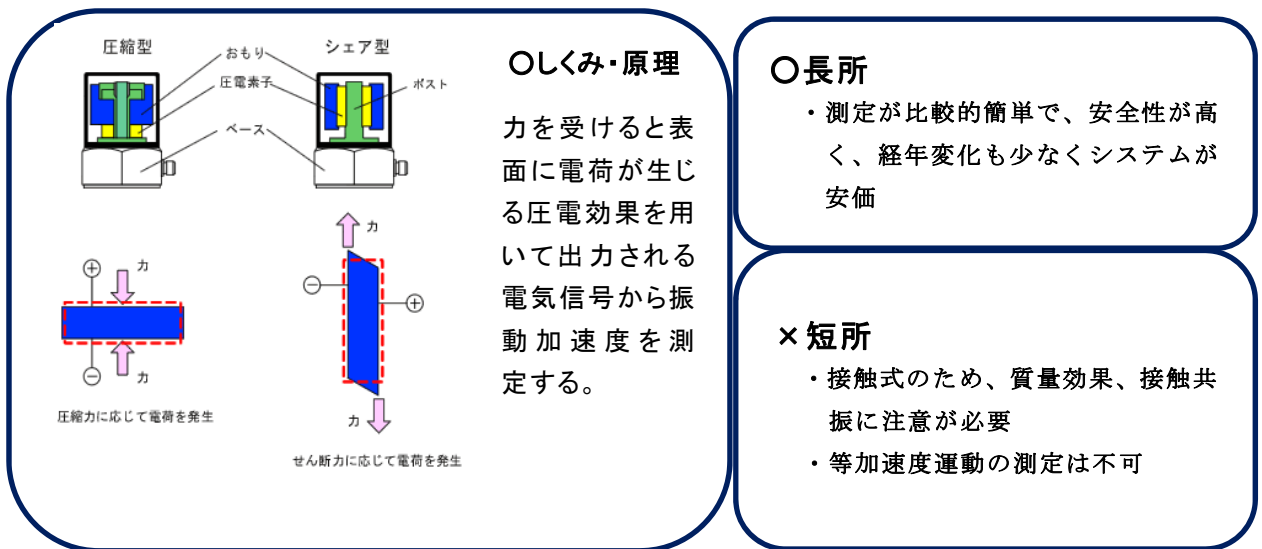 圧縮型
シェア型
おもり
圧電素子
ベース
ポスト
力
力
圧縮力に応じて電荷を発生
力
力
せん断力に応じて電荷を発生
〇しくみ・原理
力を受けると表
面に電荷が生じ
る圧電効果を用
いて出力される
電気信号から振
動加速度を測
定する。
〇長所
・測定が比較的簡単で、安全性が高
く、経年変化も少なくシステムが
安価
×短所
・接触式のため、質量効果、接触共
振に注意が必要
・等加速度運動の測定は不可